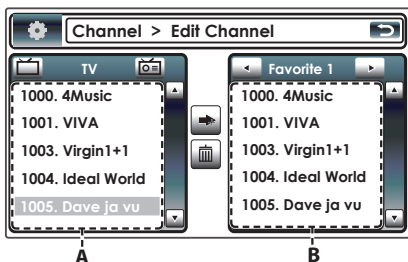 Channel > Edit Channel
TV
1000. 4Music
1001. VIVA
1003. Virgin1+1
1004. Ideal World
1005. Dave ja vu
Favorite 1
1000. 4Music
1001. VIVA
1003. Virgin1+1
1004. Ideal World
1005. Dave ja vu
A
B